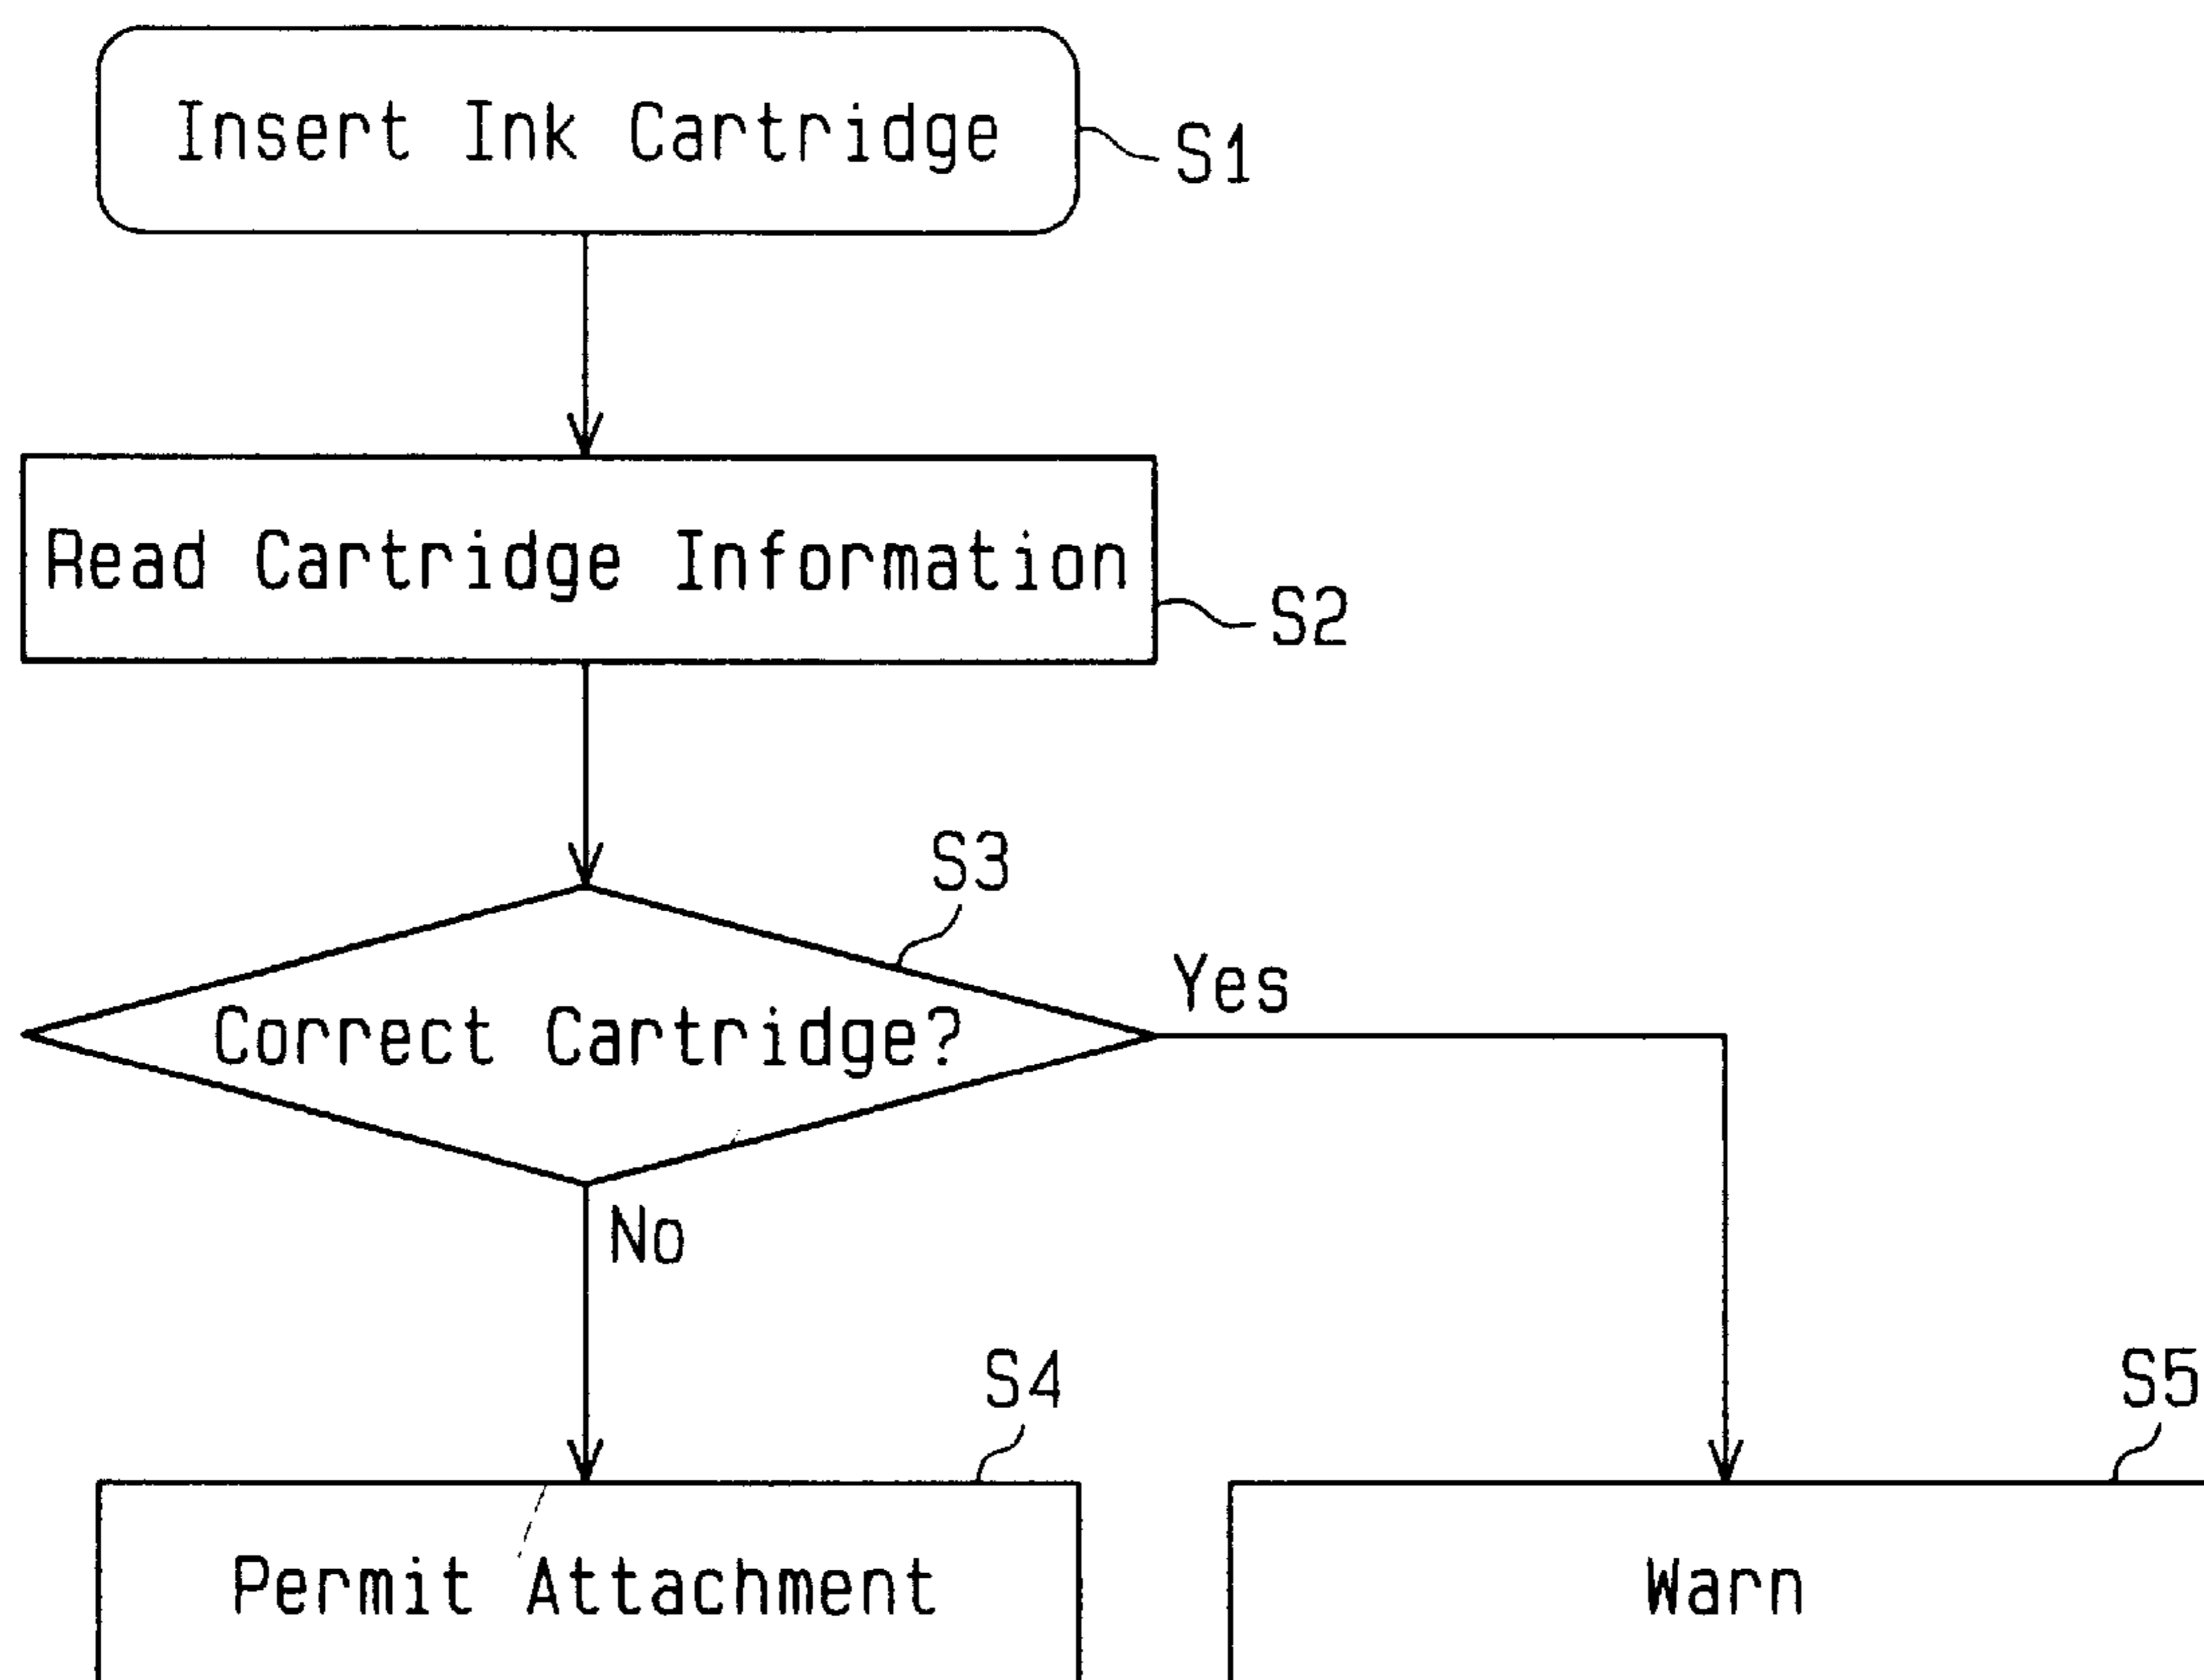 Insert Ink Cartridge
S1
Read Cartridge Information
S2
S3
Correct Cartridge?
Yes
No
S4
S5
Permit Attachment
Warn